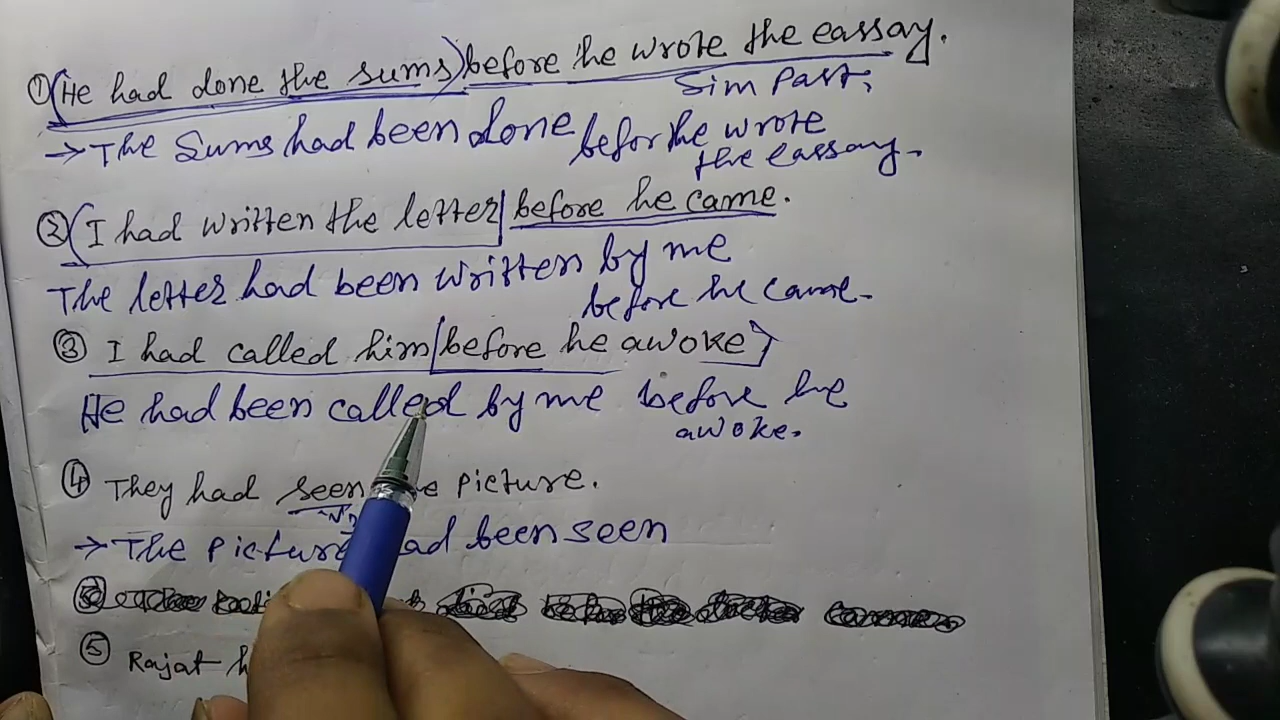 ① (He had done the sums) before he wrote the eassay.
Sim Past;
→ The Sums had been done before he wrote
the eassay.
② (I had written the letter| before he came.
The letter had been written by me
before he came.
③ I had called him| before he awoke)
He had been called by me before he
awoke.
④ They had seen picture.
→ The picture had been seen
⑤ Rajat